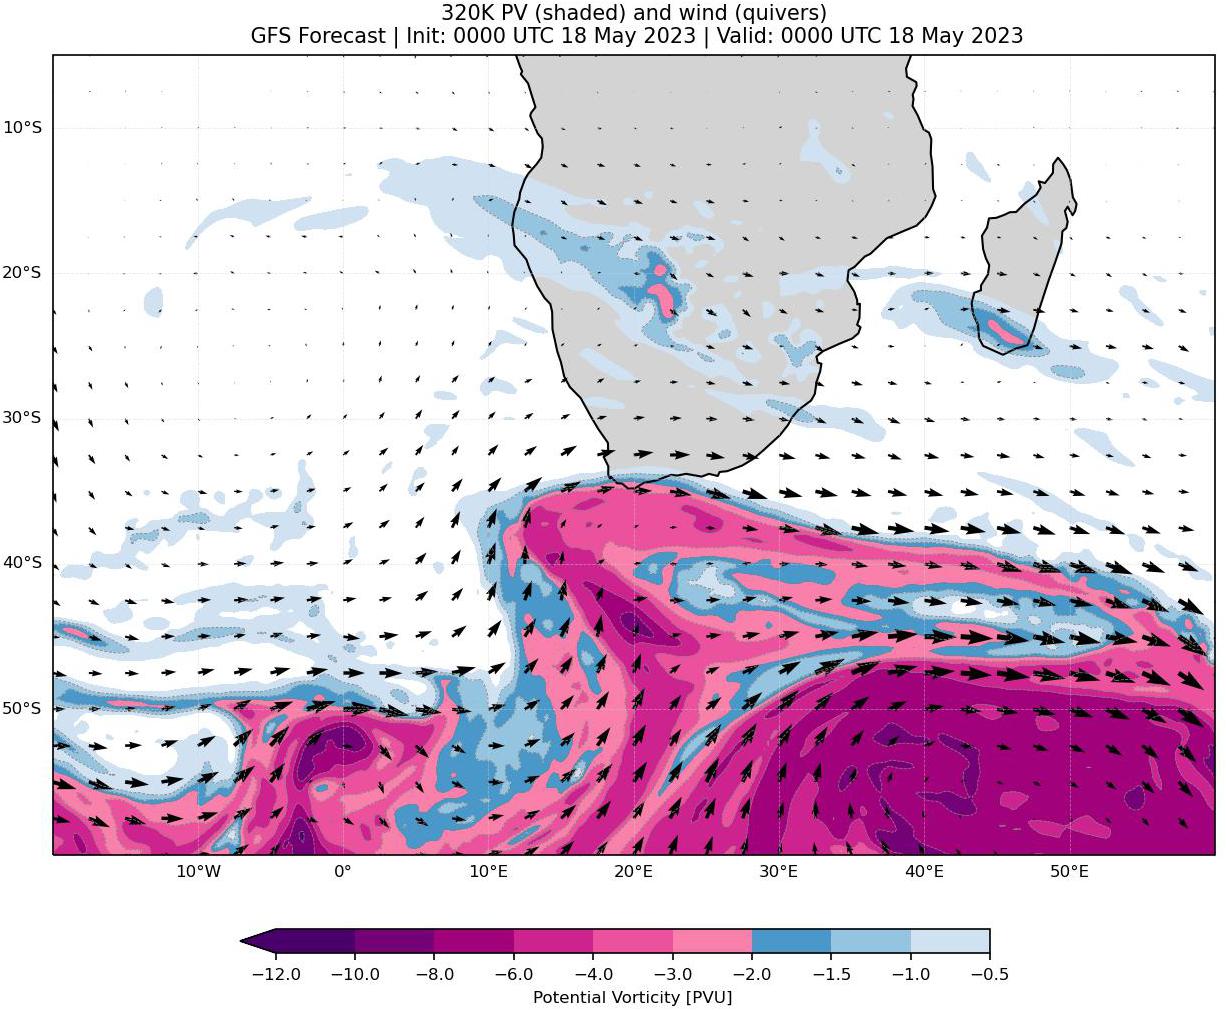 320K PV (shaded) and wind (quivers)
GFS Forecast | Init: 0000 UTC 18 May 2023 | Valid: 0000 UTC 18 May 2023
10°S
20°S
30°S
40°S
50°S
10°W 0° 10°E 20°E 30°E 40°E 50°E
−12.0 −10.0 −8.0 −6.0 −4.0 −3.0 −2.0 −1.5 −1.0 −0.5
Potential Vorticity [PVU]